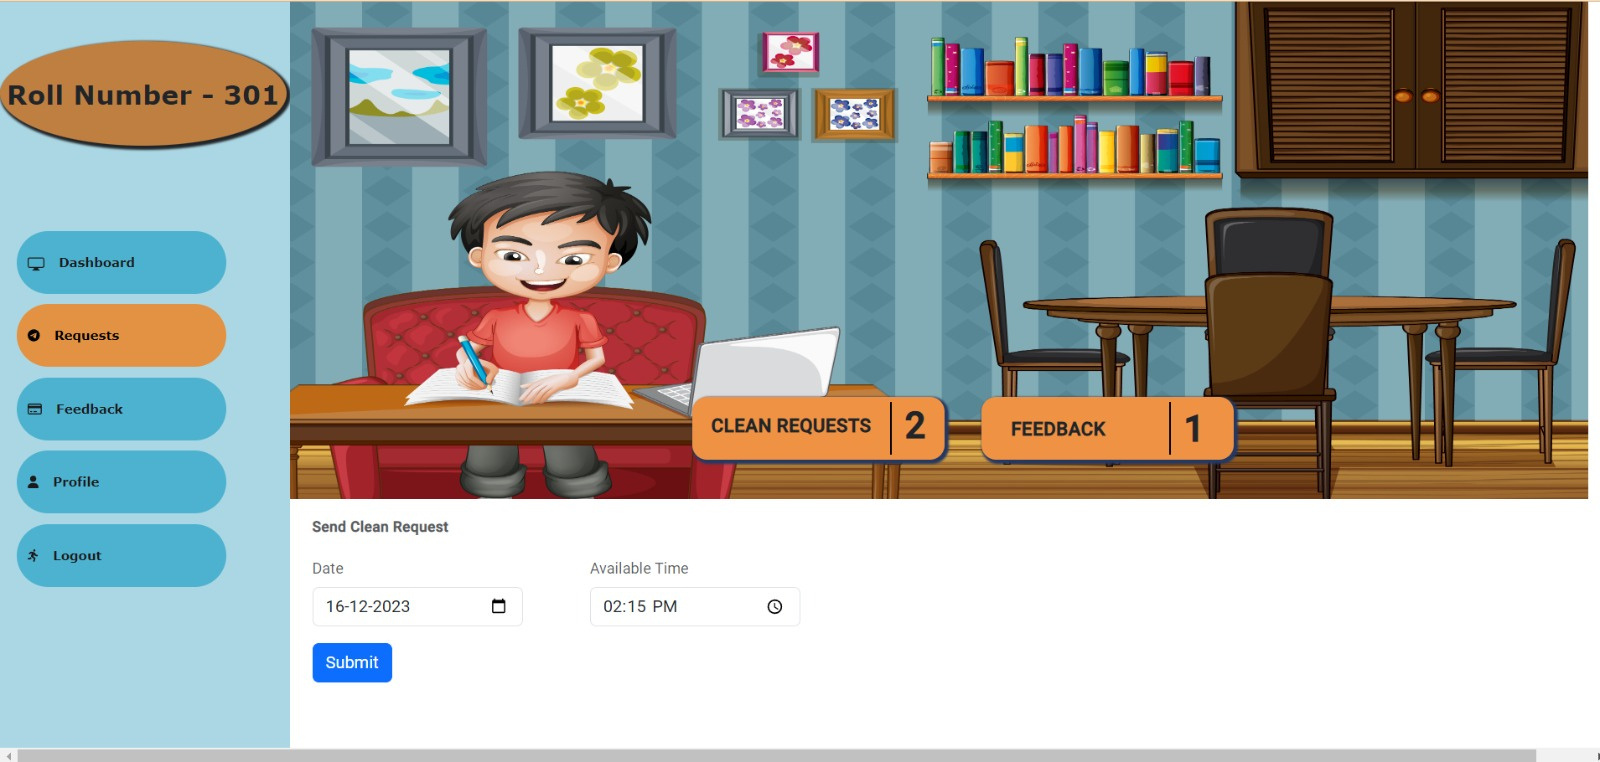 Roll Number - 301
Dashboard
Requests
Feedback
Profile
Logout
CLEAN REQUESTS 2
FEEDBACK 1
Send Clean Request
Date
Available Time
16-12-2023
02:15 PM
Submit